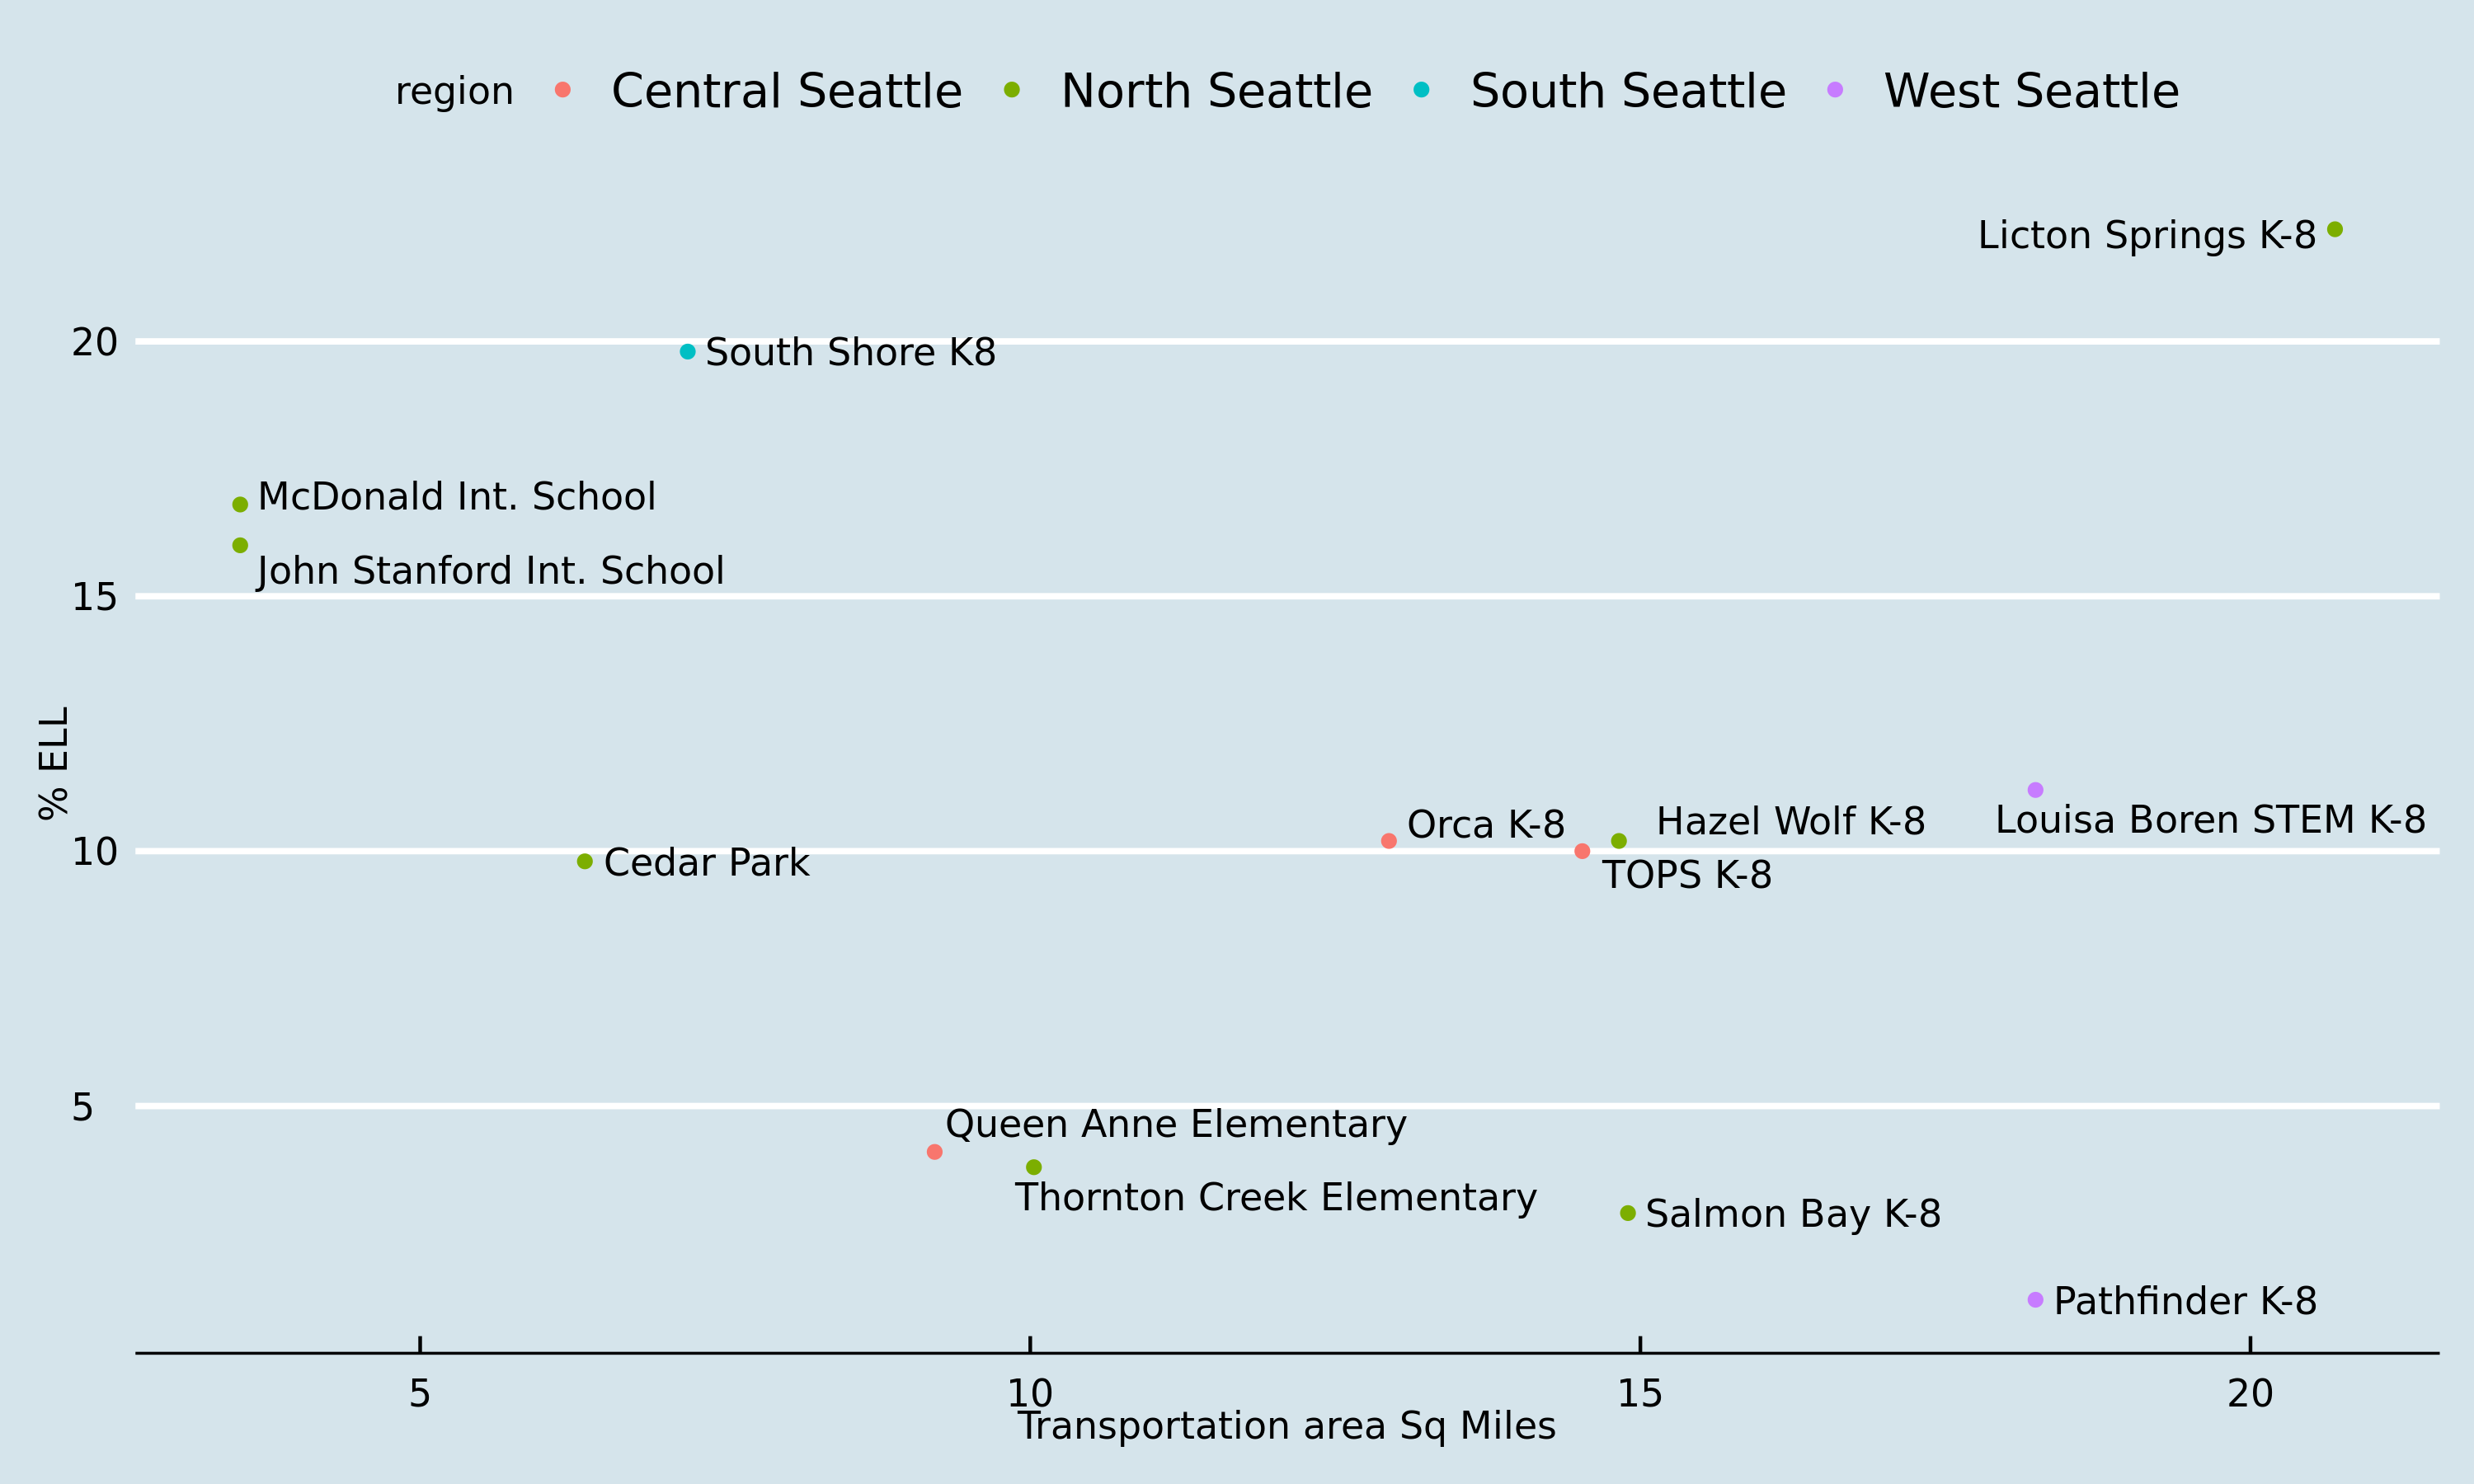 region Central Seattle North Seattle South Seattle West Seattle
Licton Springs K-8
20
South Shore K8
McDonald Int. School
John Stanford Int. School
15
% ELL
Orca K-8
Hazel Wolf K-8
Louisa Boren STEM K-8
10
Cedar Park
TOPS K-8
5
Queen Anne Elementary
Thornton Creek Elementary
Salmon Bay K-8
Pathfinder K-8
5 10 15 20
Transportation area Sq Miles